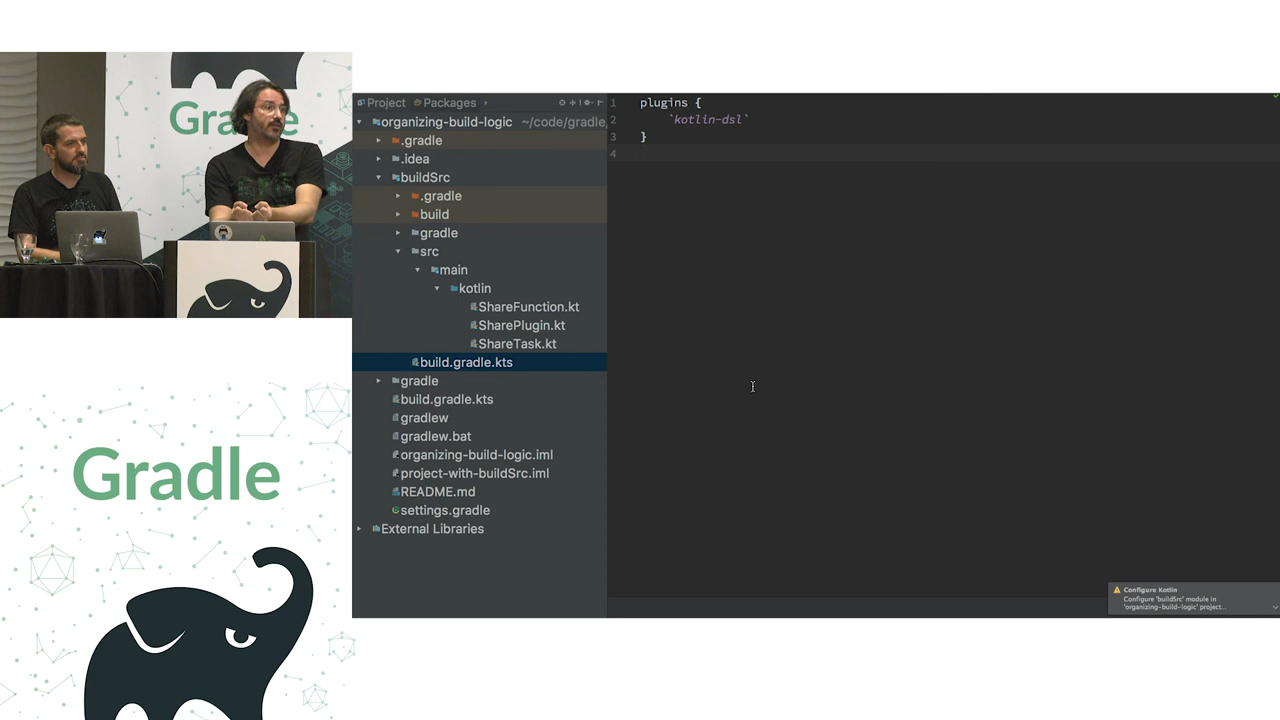 Gra e
Gradle
Project
Packages
organizing-build-logic ~/code/gradle
.gradle
.idea
buildSrc
.gradle
build
gradle
src
main
kotlin
ShareFunction.kt
SharePlugin.kt
ShareTask.kt
build.gradle.kts
gradle
build.gradle.kts
gradlew
gradlew.bat
organizing-build-logic.iml
project-with-buildSrc.iml
README.md
settings.gradle
External Libraries
1 plugins {
2 `kotlin-dsl`
3 }
4
Configure Kotlin
Configure 'buildSrc' module in
'organizing-build-logic' project...